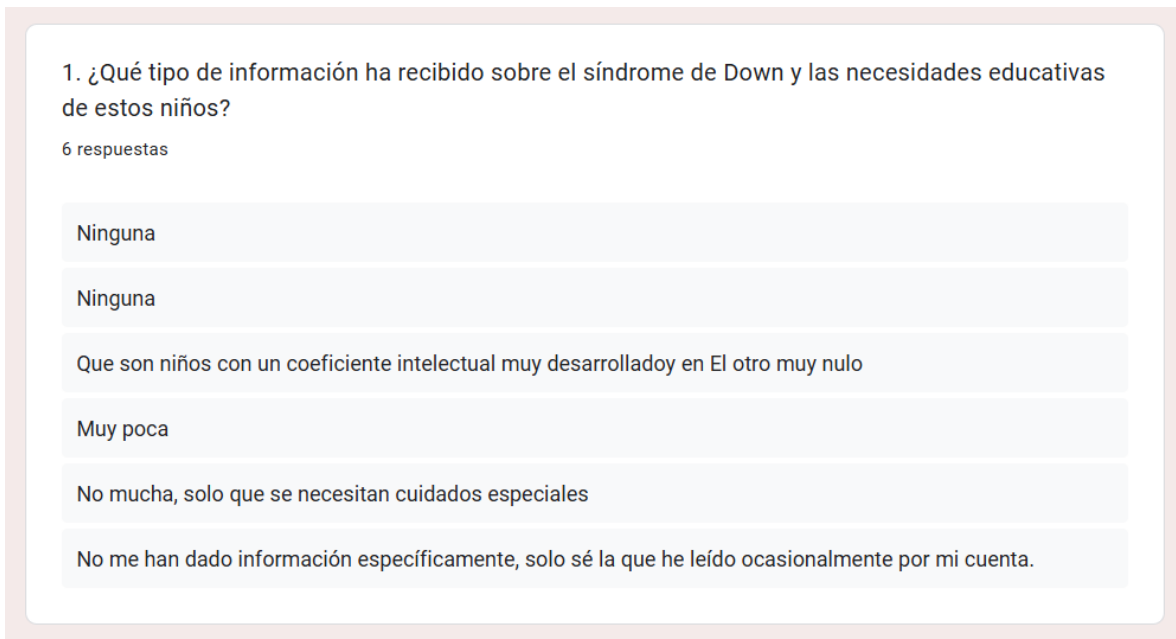 1. ¿Qué tipo de información ha recibido sobre el síndrome de Down y las necesidades educativas
de estos niños?
6 respuestas
Ninguna
Ninguna
Que son niños con un coeficiente intelectual muy desarrolladoy en El otro muy nulo
Muy poca
No mucha, solo que se necesitan cuidados especiales
No me han dado información específicamente, solo sé la que he leído ocasionalmente por mi cuenta.